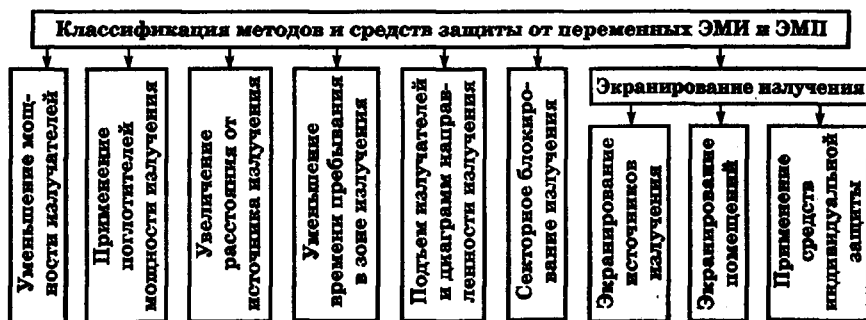 Классификация методов и средств защиты от переменных ЭМИ и ЭМП
Уменьшение мощ-
ности излучателей
Применение
поглотителей
мощности излучения
Увеличение
расстояния от
источника излучения
Уменьшение
времени пребывания
в зоне излучения
Подъем излучателей
и диаграмм направ-
ленности излучения
Секторное блокиро-
вание излучения
Экранирование излучения
Экранирование
источников
излучения
Экранирование
помещений
Применение
средств
индивидуальной
защиты